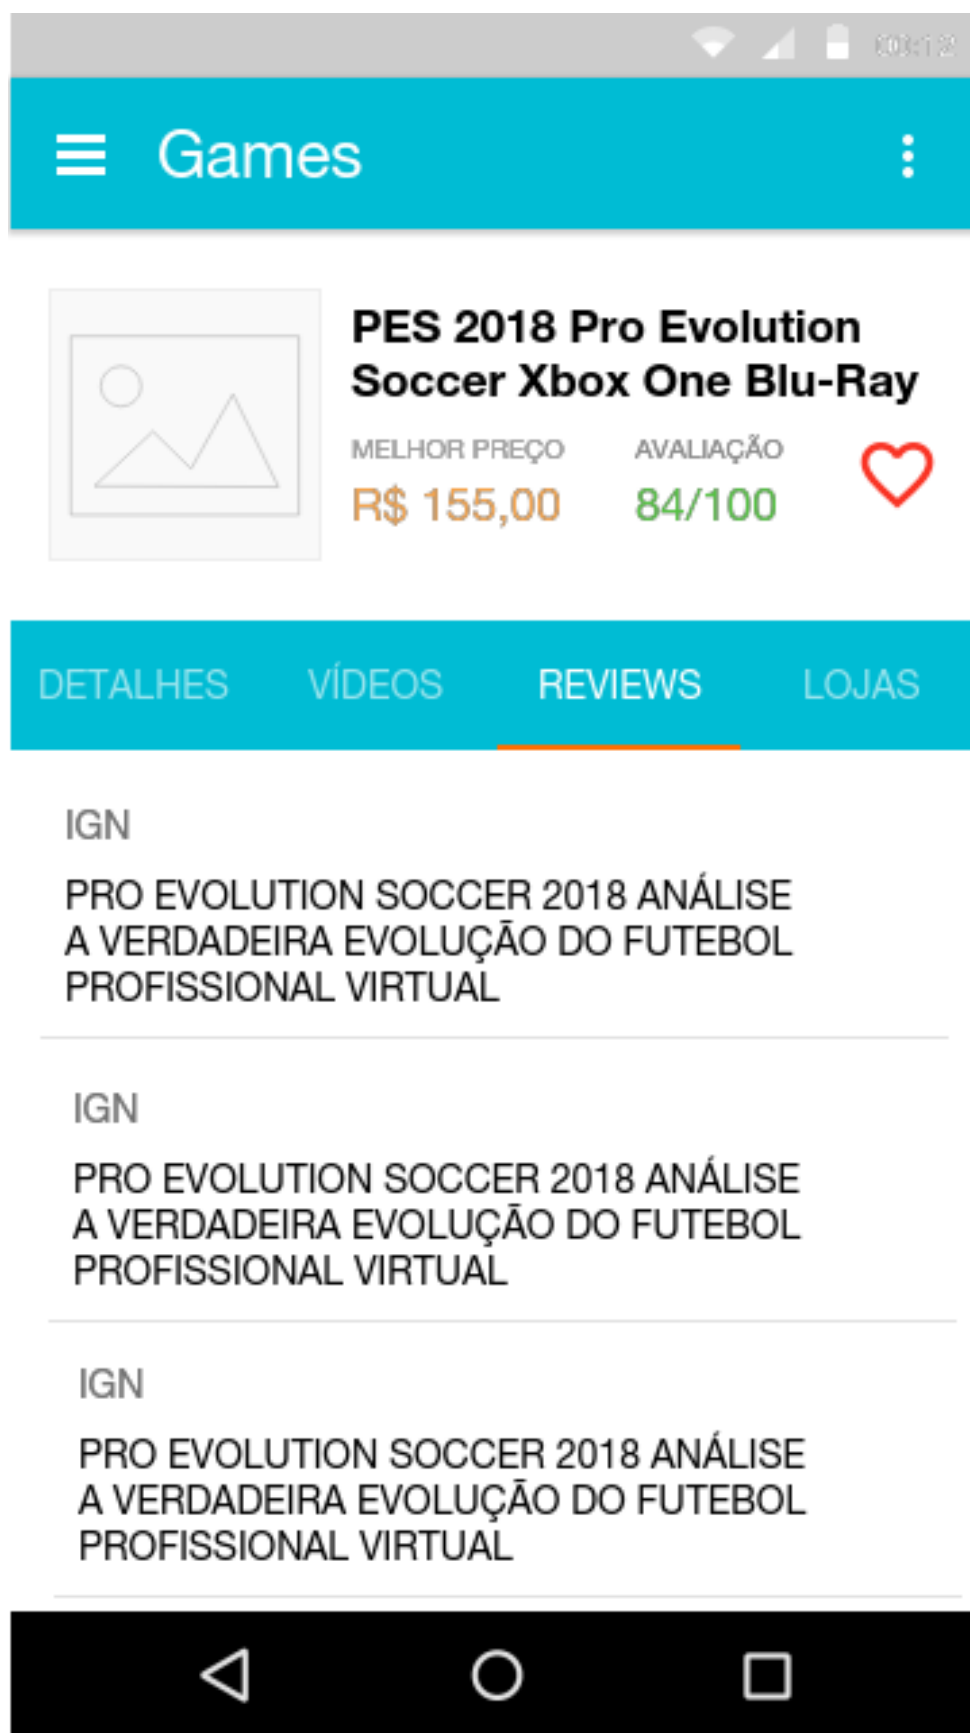 00:12
Games
PES 2018 Pro Evolution
Soccer Xbox One Blu-Ray
MELHOR PREÇO AVALIAÇÃO
R$ 155,00 84/100
DETALHES VÍDEOS REVIEWS LOJAS
IGN
PRO EVOLUTION SOCCER 2018 ANÁLISE
A VERDADEIRA EVOLUÇÃO DO FUTEBOL
PROFISSIONAL VIRTUAL
IGN
PRO EVOLUTION SOCCER 2018 ANÁLISE
A VERDADEIRA EVOLUÇÃO DO FUTEBOL
PROFISSIONAL VIRTUAL
IGN
PRO EVOLUTION SOCCER 2018 ANÁLISE
A VERDADEIRA EVOLUÇÃO DO FUTEBOL
PROFISSIONAL VIRTUAL